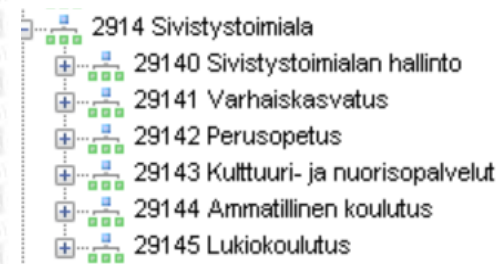 2914 Sivistystoimiala
29140 Sivistystoimialan hallinto
29141 Varhaiskasvatus
29142 Perusopetus
29143 Kulttuuri- ja nuorisopalvelut
29144 Ammatillinen koulutus
29145 Lukiokoulutus